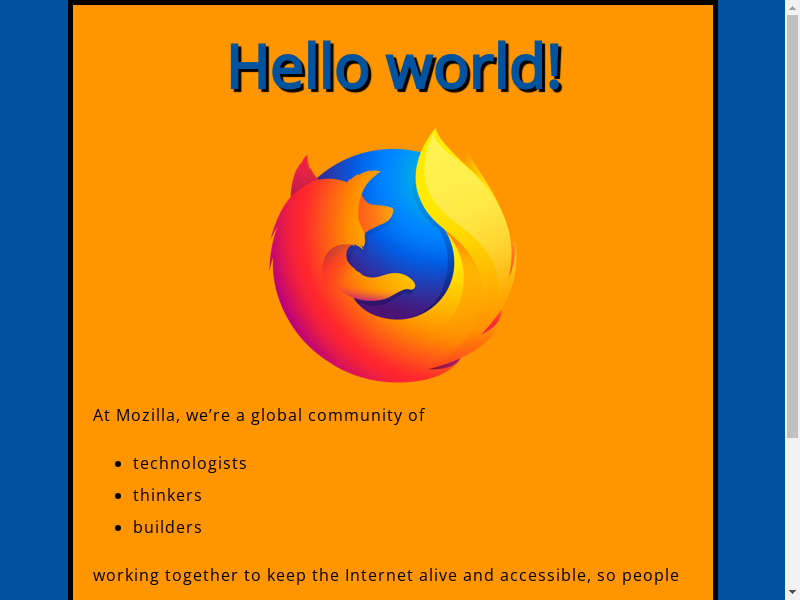 Hello world!
At Mozilla, we’re a global community of
technologists
thinkers
builders
working together to keep the Internet alive and accessible, so people